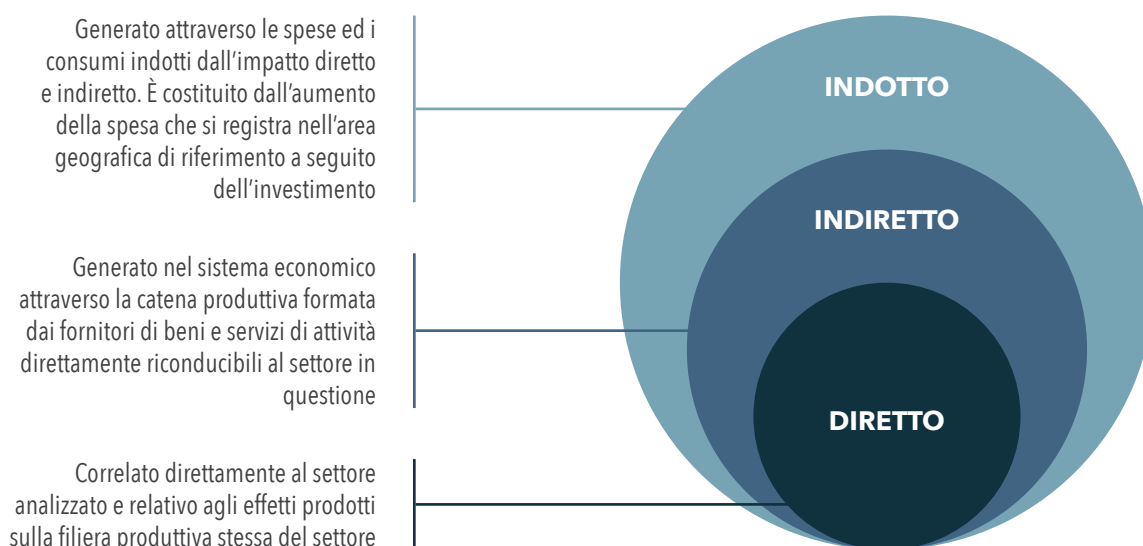 Generato attraverso le spese ed i
consumi indotti dall'impatto diretto
e indiretto. È costituito dall'aumento
della spesa che si registra nell'area
geografica di riferimento a seguito
dell'investimento
INDOTTO
Generato nel sistema economico
attraverso la catena produttiva formata
dai fornitori di beni e servizi di attività
direttamente riconducibili al settore in
questione
INDIRETTO
Correlato direttamente al settore
analizzato e relativo agli effetti prodotti
sulla filiera produttiva stessa del settore
DIRETTO